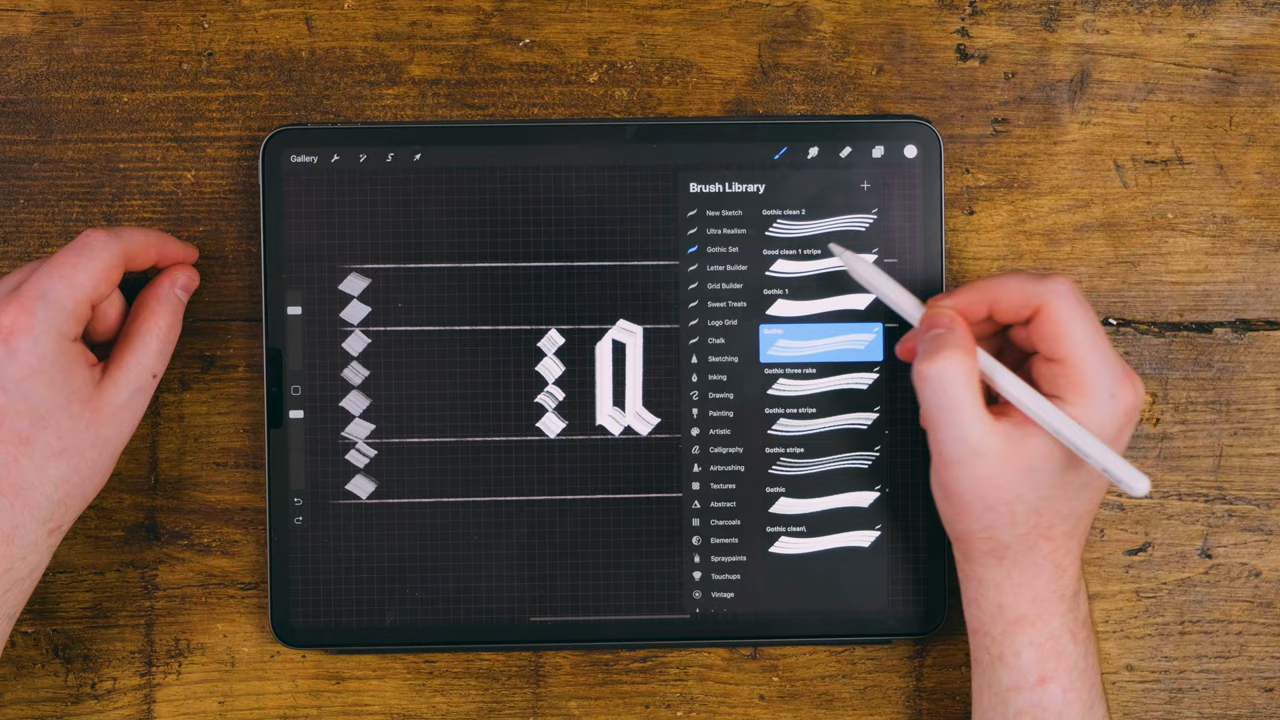 Gallery
Brush Library
New Sketch
Ultra Realism
Gothic Set
Letter Builder
Grid Builder
Sweet Treats
Logo Grid
Chalk
Sketching
Inking
Drawing
Painting
Artistic
Calligraphy
Airbrushing
Textures
Abstract
Charcoals
Elements
Spraypaints
Touchups
Vintage
Gothic clean 2
Good clean 1 stripe
Gothic 1
Gothic
Gothic three rake
Gothic one stripe
Gothic stripe
Gothic
Gothic clean\
a